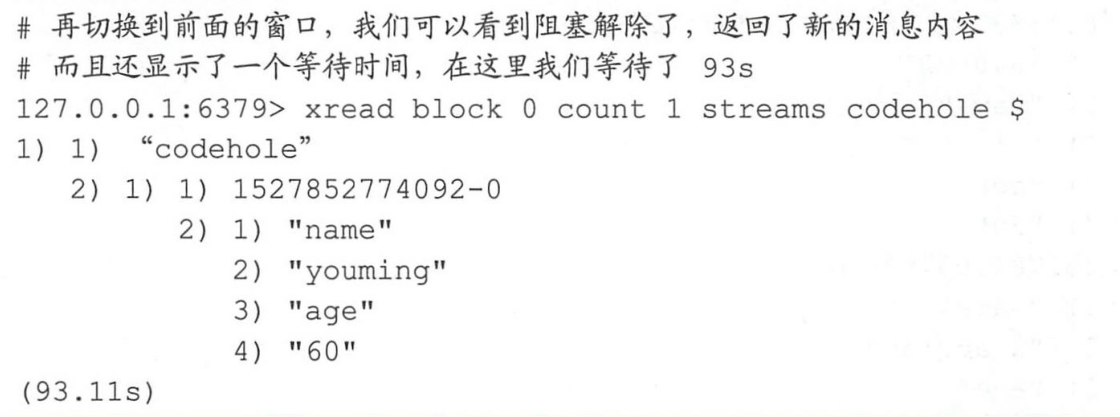 # 再切换到前面的窗口，我们可以看到阻塞解除了，返回了新的消息内容
# 而且还显示了一个等待时间，在这里我们等待了 93s
127.0.0.1:6379> xread block 0 count 1 streams codehole $
1) 1) “codehole”
   2) 1) 1) 1527852774092-0
         2) 1) "name"
            2) "youming"
            3) "age"
            4) "60"
(93.11s)